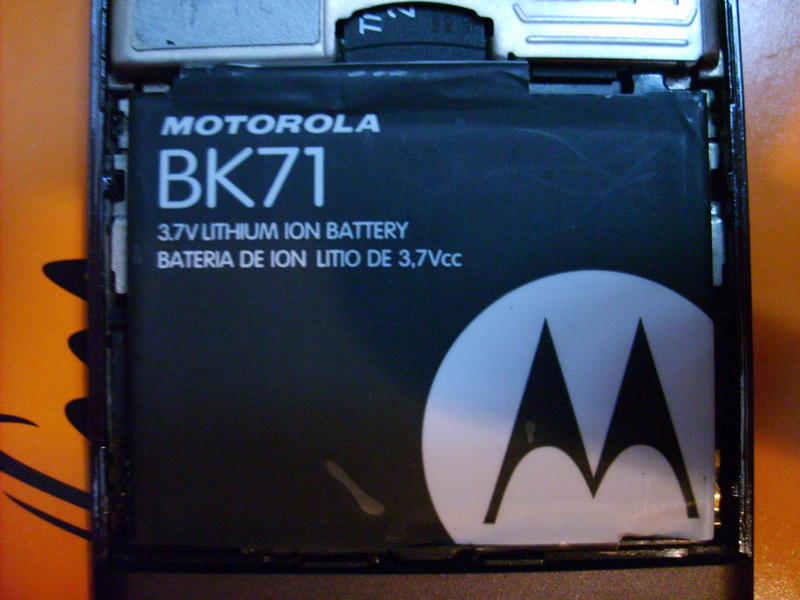 MOTOROLA
BK71
3.7V LITHIUM ION BATTERY
BATERIA DE ION LITIO DE 3,7Vcc